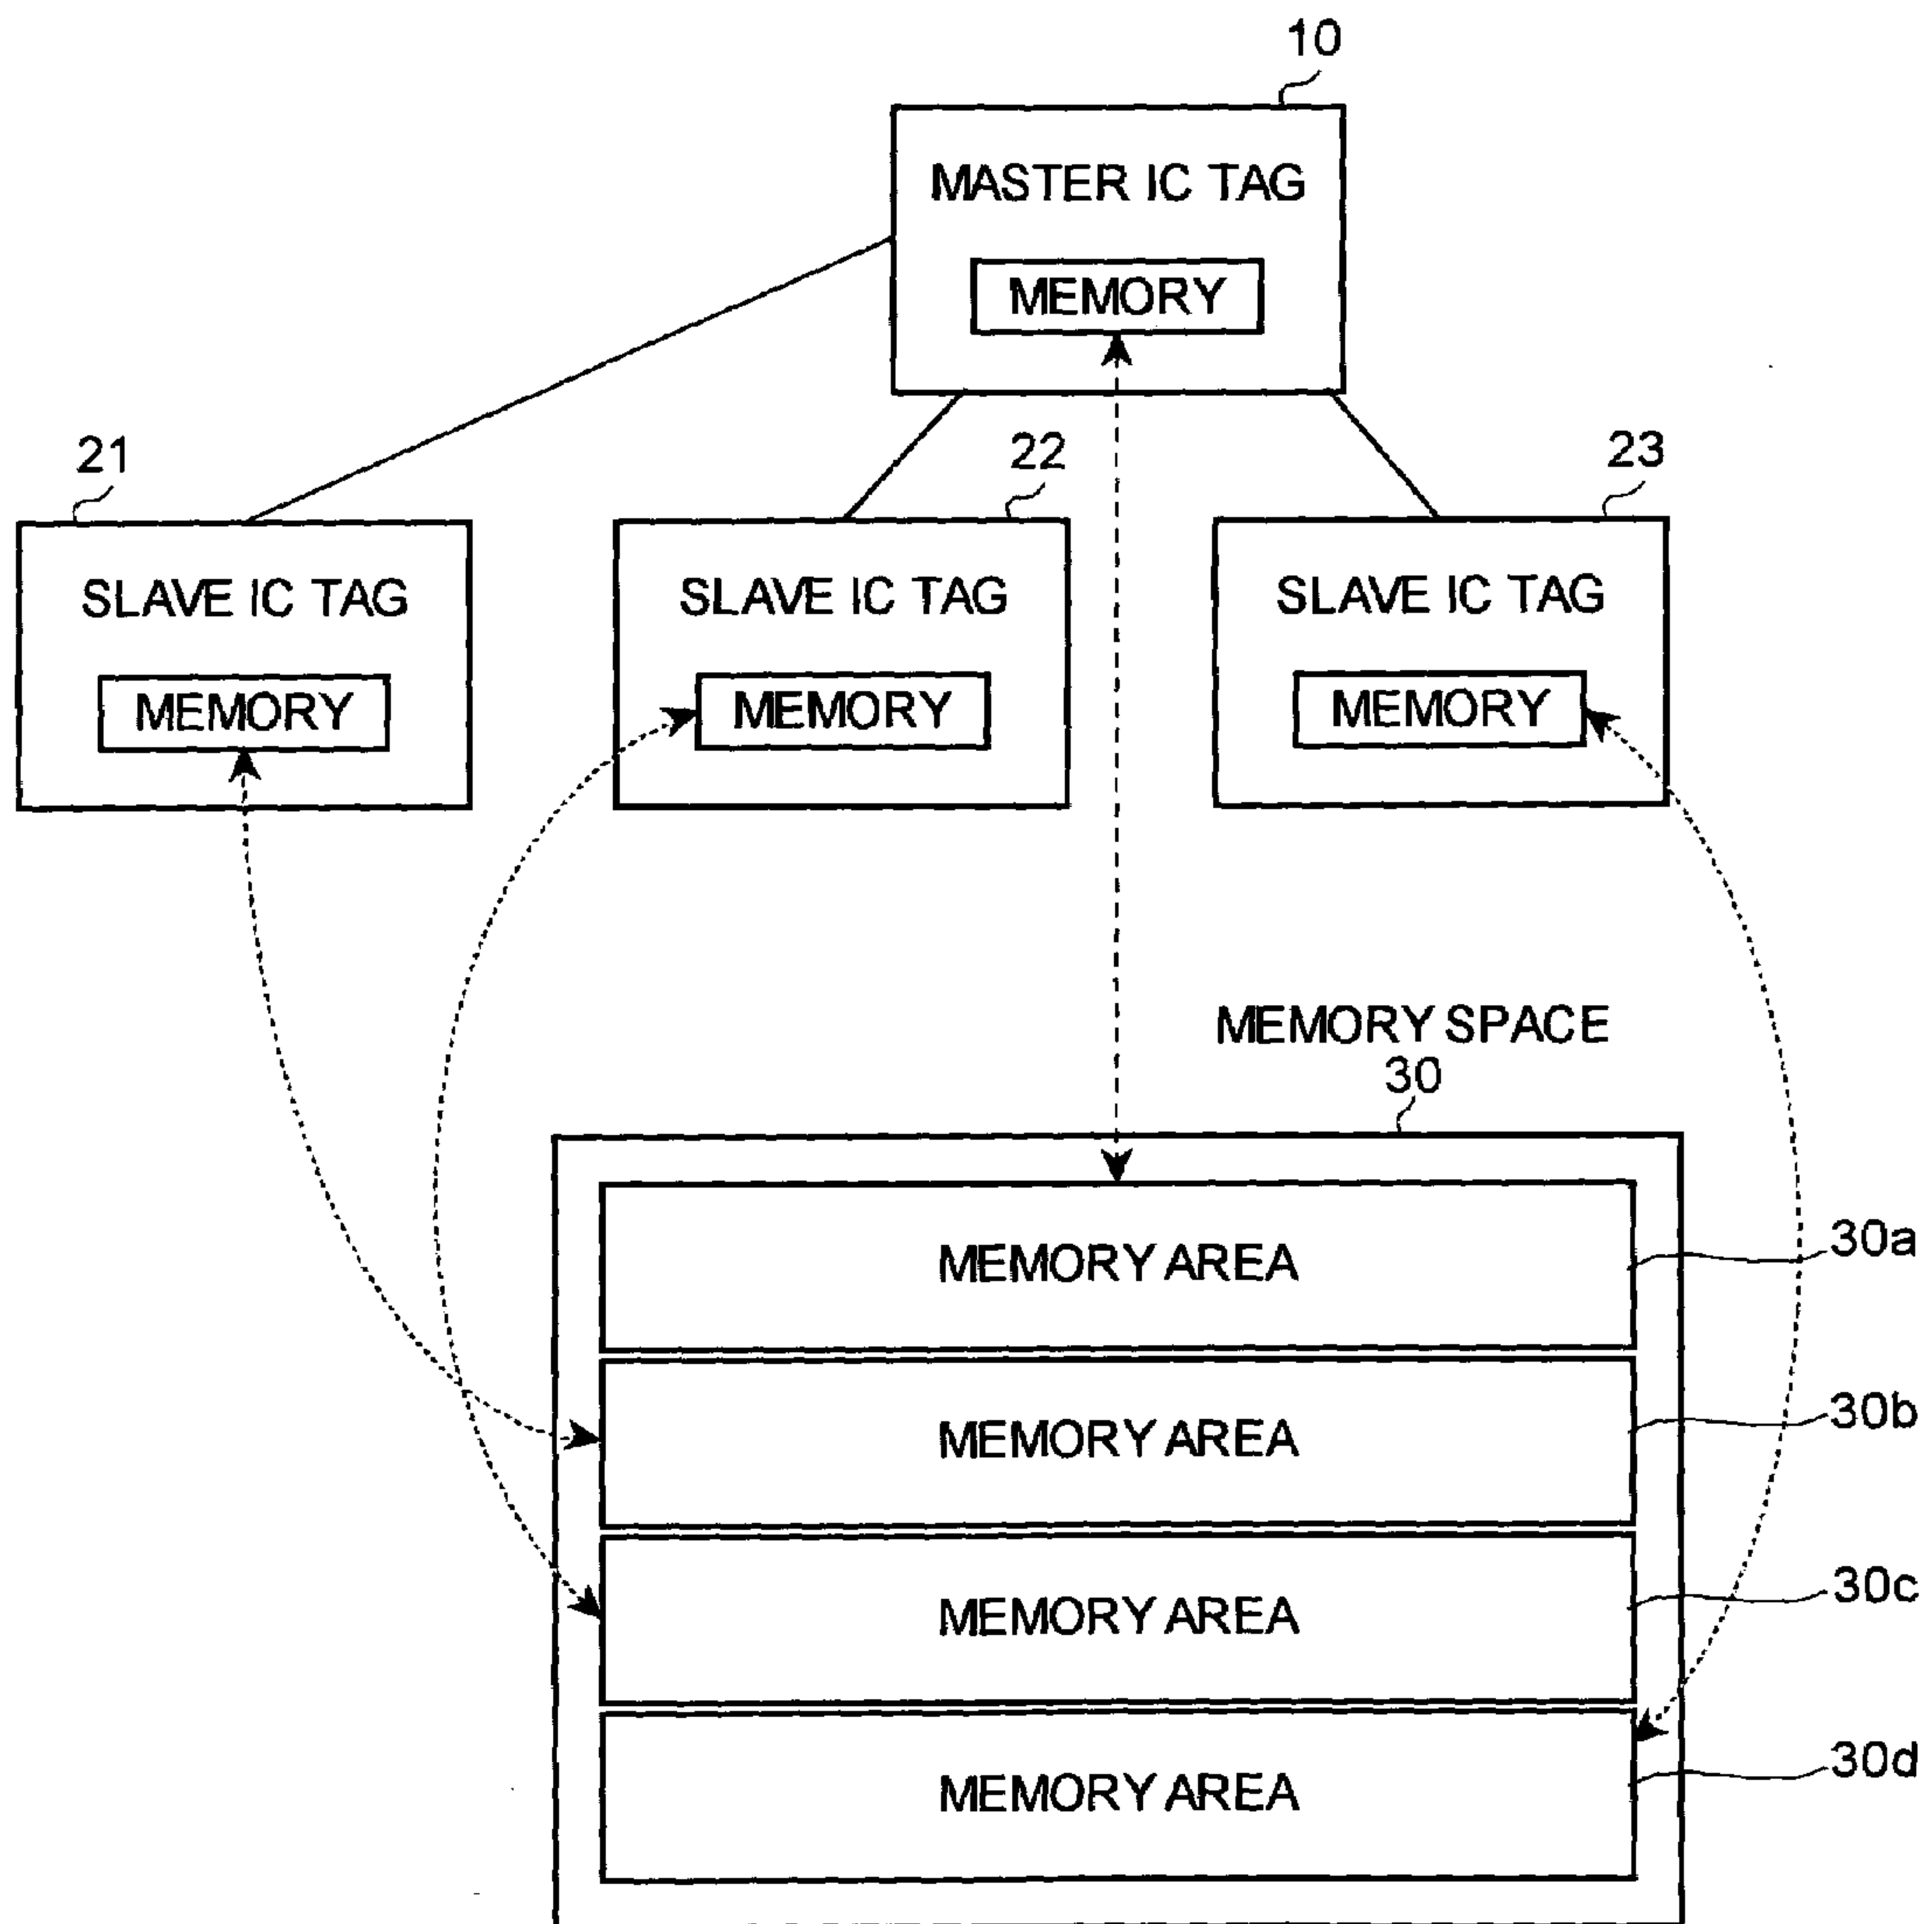 10
MASTER IC TAG
MEMORY
21
22
23
SLAVE IC TAG
SLAVE IC TAG
SLAVE IC TAG
MEMORY
MEMORY
MEMORY
MEMORY SPACE
30
MEMORY AREA
30a
MEMORY AREA
30b
MEMORY AREA
30c
MEMORY AREA
30d